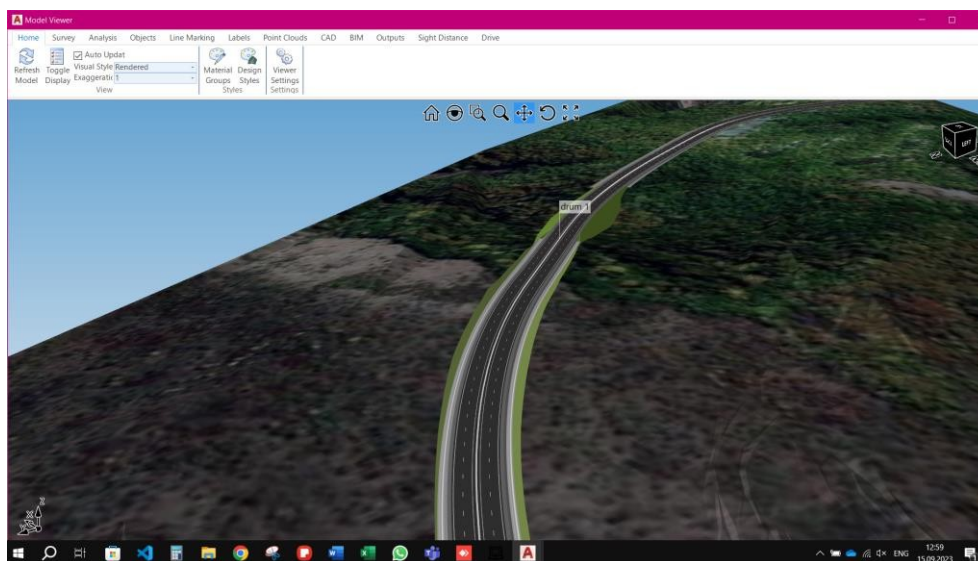 Model Viewer
Home Survey Analysis Objects Line Marking Labels Point Clouds CAD BIM Outputs Sight Distance Drive
Refresh Model
Toggle Display
Auto Updat
Visual Style Rendered
Exaggeratic 1
View
Material Groups
Design Styles
Styles
Viewer Settings
Settings
LEFT
drum 1
ENG
12:59
15.09.2023